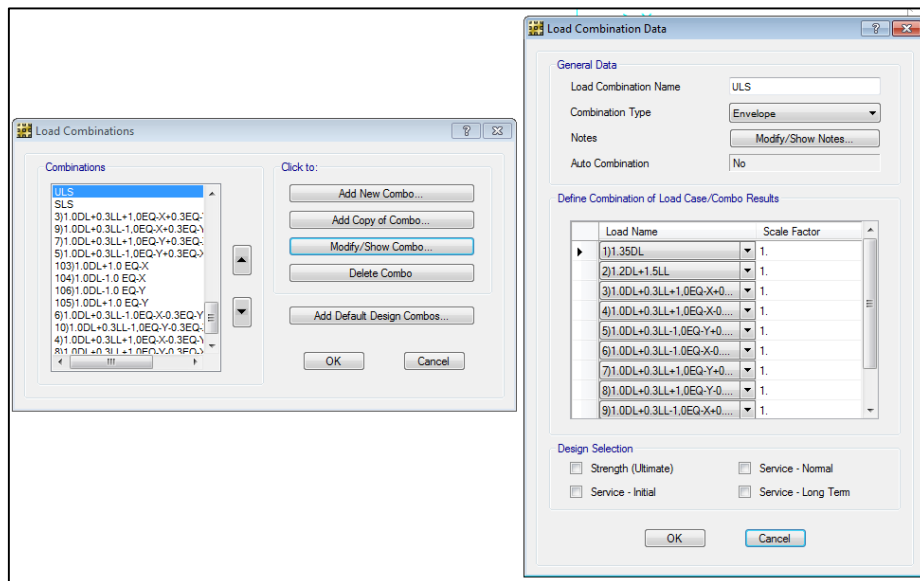 Load Combinations
Combinations
ULS
SLS
3)1.0DL+0.3LL+1,0EQ-X+0.3EQ-
9)1.0DL+0.3LL-1,0EQ-X+0.3EQ-Y
7)1.0DL+0.3LL+1,0EQ-Y+0.3EQ-
5)1.0DL+0.3LL-1,0EQ-Y+0.3EQ-X
103)1.0DL+1.0 EQ-X
104)1.0DL-1.0 EQ-X
106)1.0DL-1.0 EQ-Y
105)1.0DL+1.0 EQ-Y
6)1.0DL+0.3LL-1.0EQ-X-0.3EQ-Y
10)1.0DL+0.3LL-1,0EQ-Y-0.3EQ-
4)1.0DL+0.3LL+1,0EQ-X-0.3EQ-
8)1.0DL+0.3LL+1.0EQ-Y-0.3EQ-X
Click to:
Add New Combo...
Add Copy of Combo...
Modify/Show Combo...
Delete Combo
Add Default Design Combos...
OK
Cancel
Load Combination Data
General Data
Load Combination Name ULS
Combination Type Envelope
Notes Modify/Show Notes...
Auto Combination No
Define Combination of Load Case/Combo Results
Load Name Scale Factor
1)1.35DL 1.
2)1.2DL+1.5LL 1.
3)1.0DL+0.3LL+1,0EQ-X+0... 1.
4)1.0DL+0.3LL+1,0EQ-X-0.... 1.
5)1.0DL+0.3LL-1,0EQ-Y+0.... 1.
6)1.0DL+0.3LL-1.0EQ-X-0.... 1.
7)1.0DL+0.3LL+1,0EQ-Y+0... 1.
8)1.0DL+0.3LL+1,0EQ-Y-0.... 1.
9)1.0DL+0.3LL-1,0EQ-X+0.... 1.
Design Selection
Strength (Ultimate) Service - Normal
Service - Initial Service - Long Term
OK Cancel